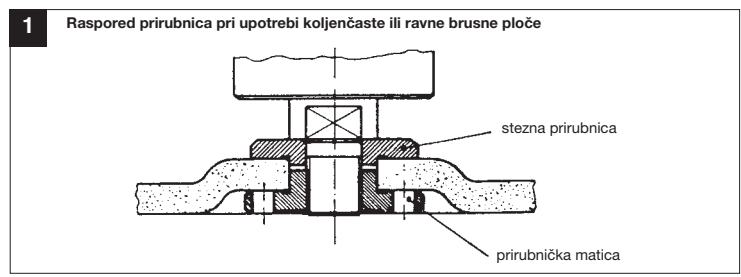 1
Raspored prirubnica pri upotrebi koljenčaste ili ravne brusne ploče
stezna prirubnica
prirubnička matica